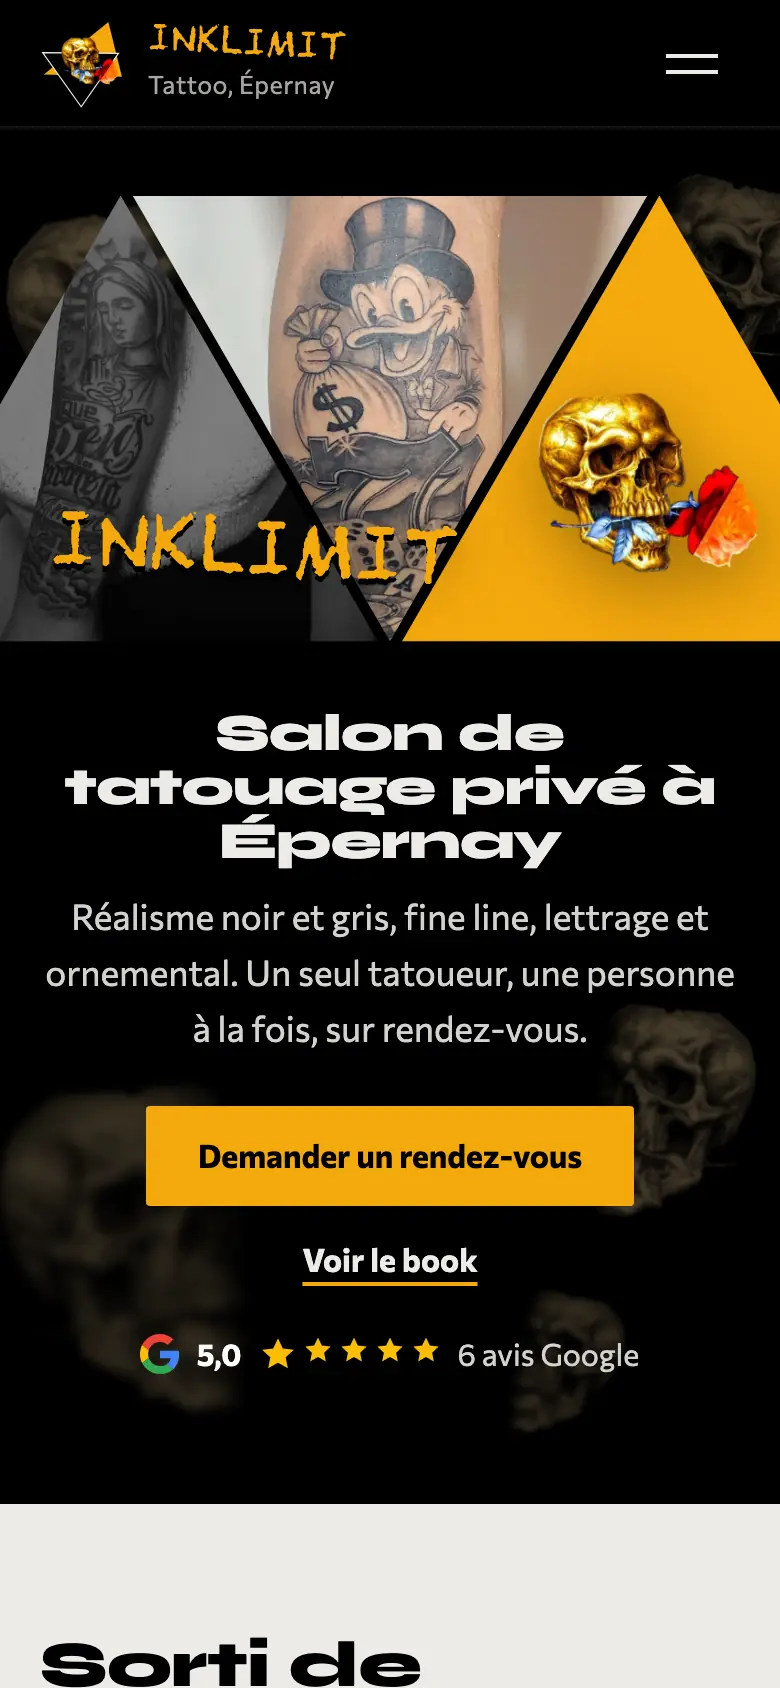 INKLIMIT
Tattoo, Épernay
$
777
INKLIMIT
A
Salon de
tatouage privé à
Épernay
Réalisme noir et gris, fine line, lettrage et
ornemental. Un seul tatoueur, une personne
à la fois, sur rendez-vous.
Demander un rendez-vous
Voir le book
5,0 ★★★★★ 6 avis Google
Sorti de